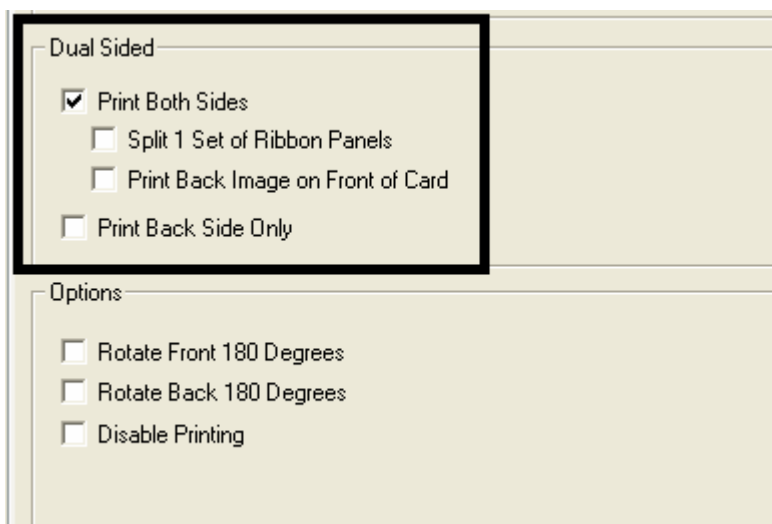 Dual Sided
Print Both Sides
Split 1 Set of Ribbon Panels
Print Back Image on Front of Card
Print Back Side Only
Options
Rotate Front 180 Degrees
Rotate Back 180 Degrees
Disable Printing